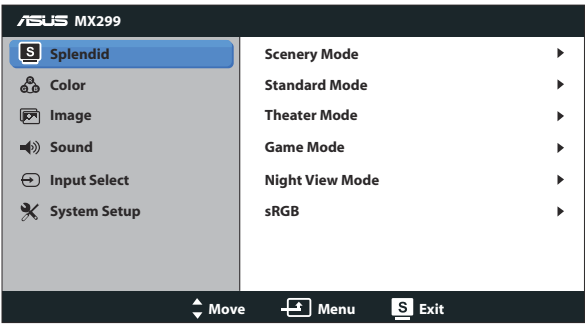 ASUS MX299
S Splendid
Color
Image
Sound
Input Select
System Setup
Scenery Mode
Standard Mode
Theater Mode
Game Mode
Night View Mode
sRGB
Move Menu S Exit